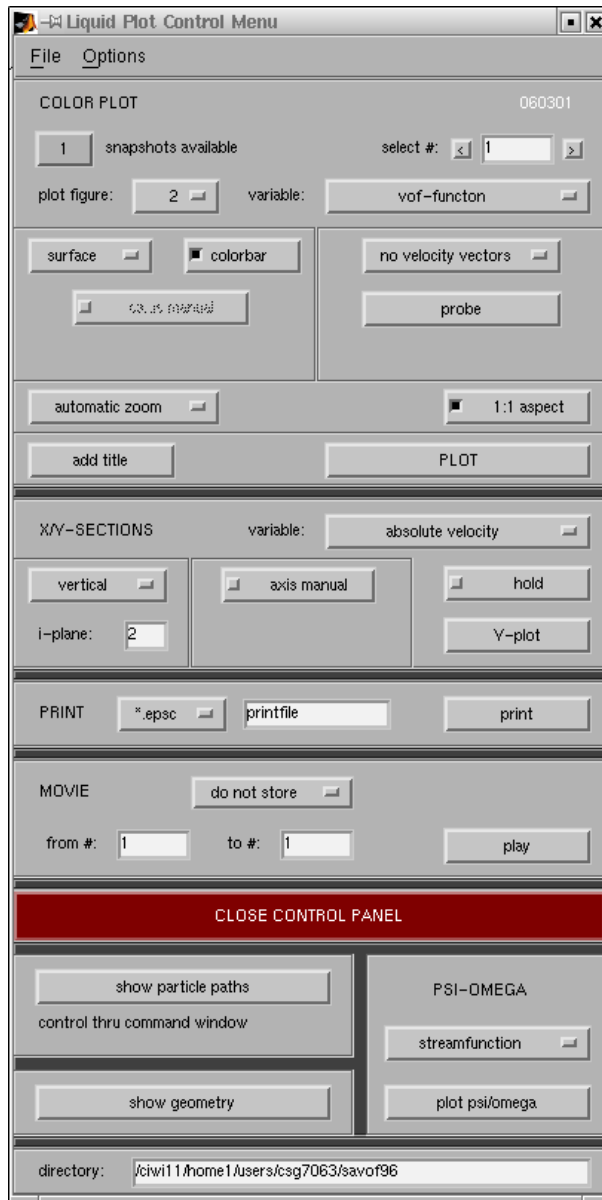 Liquid Plot Control Menu
File Options
COLOR PLOT 060301
1 snapshots available select #: < 1 >
plot figure: 2 variable: vof-functon
surface colorbar no velocity vectors
manual probe
automatic zoom 1:1 aspect
add title PLOT
X/Y-SECTIONS variable: absolute velocity
vertical axis manual hold
i-plane: 2 Y-plot
PRINT *.epsc printfile print
MOVIE do not store
from #: 1 to #: 1 play
CLOSE CONTROL PANEL
show particle paths PSI-OMEGA
control thru command window
streamfunction
show geometry plot psi/omega
directory: /ciwi11/home1/users/csg7063/savof96